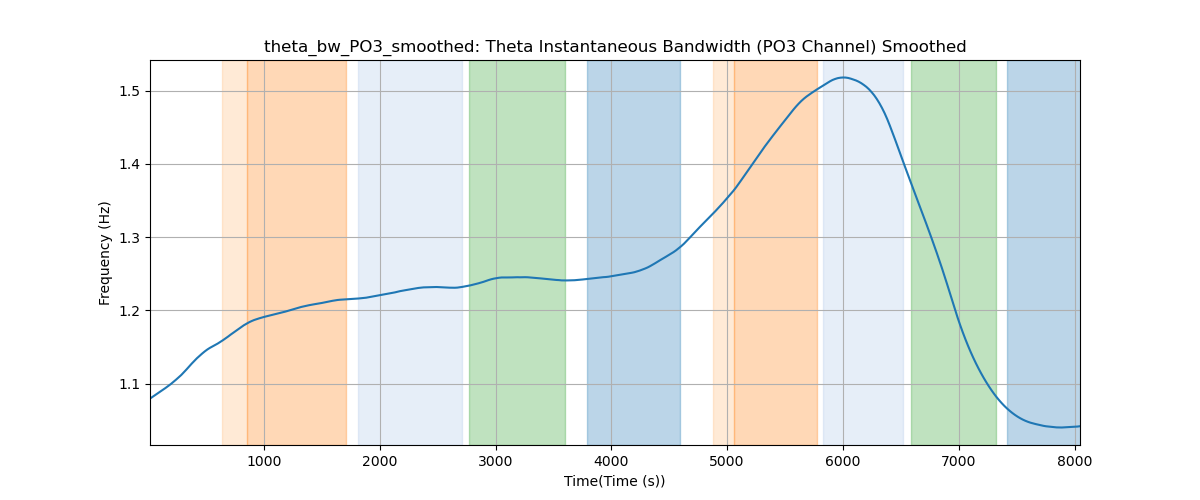 theta_bw_PO3_smoothed: Theta Instantaneous Bandwidth (PO3 Channel) Smoothed
Frequency (Hz)
1.5
1.4
1.3
1.2
1.1
1000 2000 3000 4000 5000 6000 7000 8000
Time(Time (s))